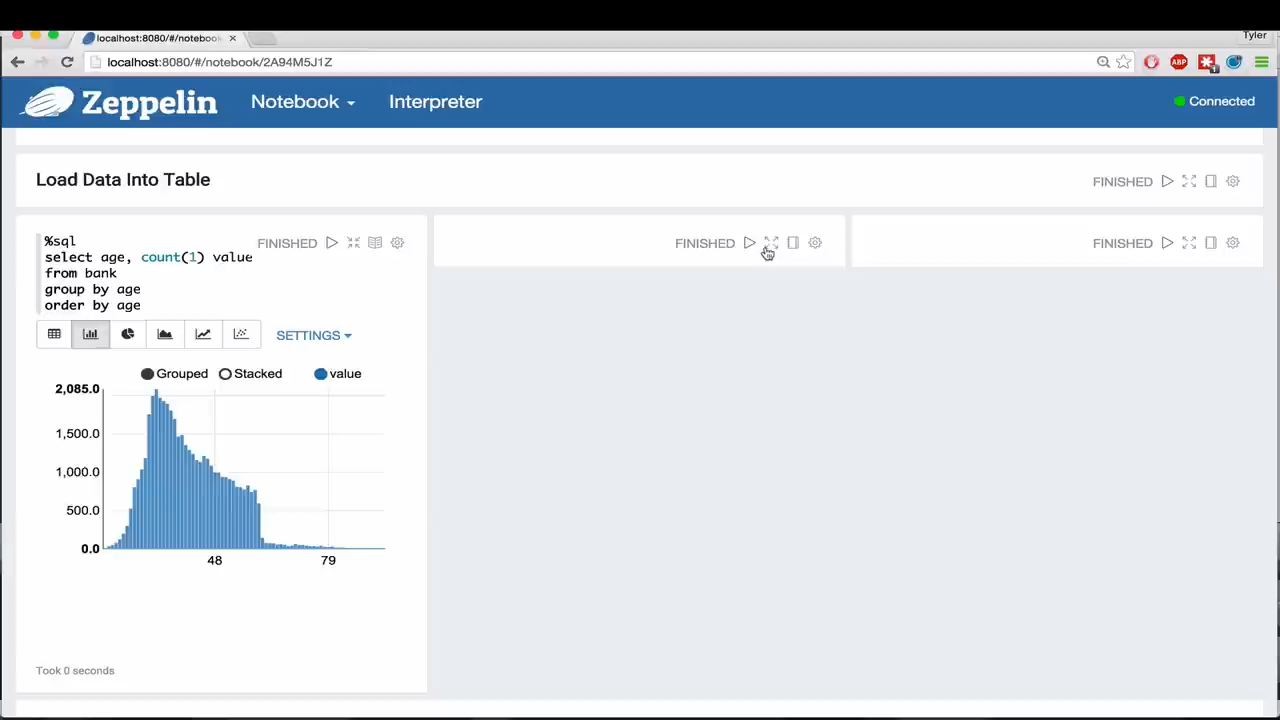 localhost:8080/#/notebook
Tyler
localhost:8080/#/notebook/2A94M5J1Z
ABP
1
Zeppelin
Notebook
Interpreter
Connected
Load Data Into Table
FINISHED
%sql
FINISHED
select age, count(1) value
from bank
group by age
order by age
FINISHED
FINISHED
SETTINGS
Grouped
Stacked
value
2,085.0
1,500.0
1,000.0
500.0
0.0
48
79
Took 0 seconds